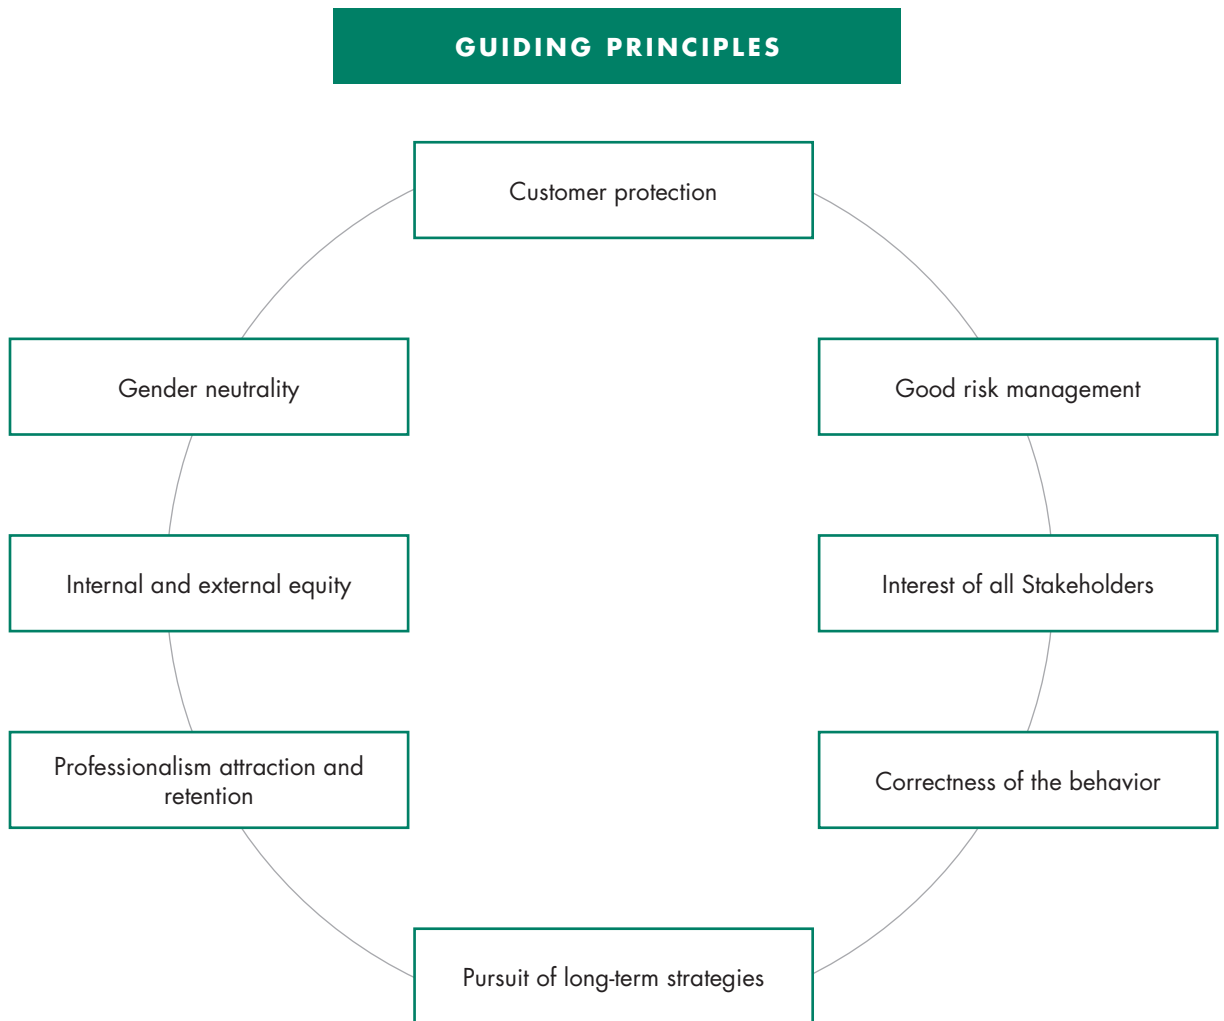 GUIDING PRINCIPLES
Customer protection
Gender neutrality
Good risk management
Internal and external equity
Interest of all Stakeholders
Professionalism attraction and
retention
Correctness of the behavior
Pursuit of long-term strategies